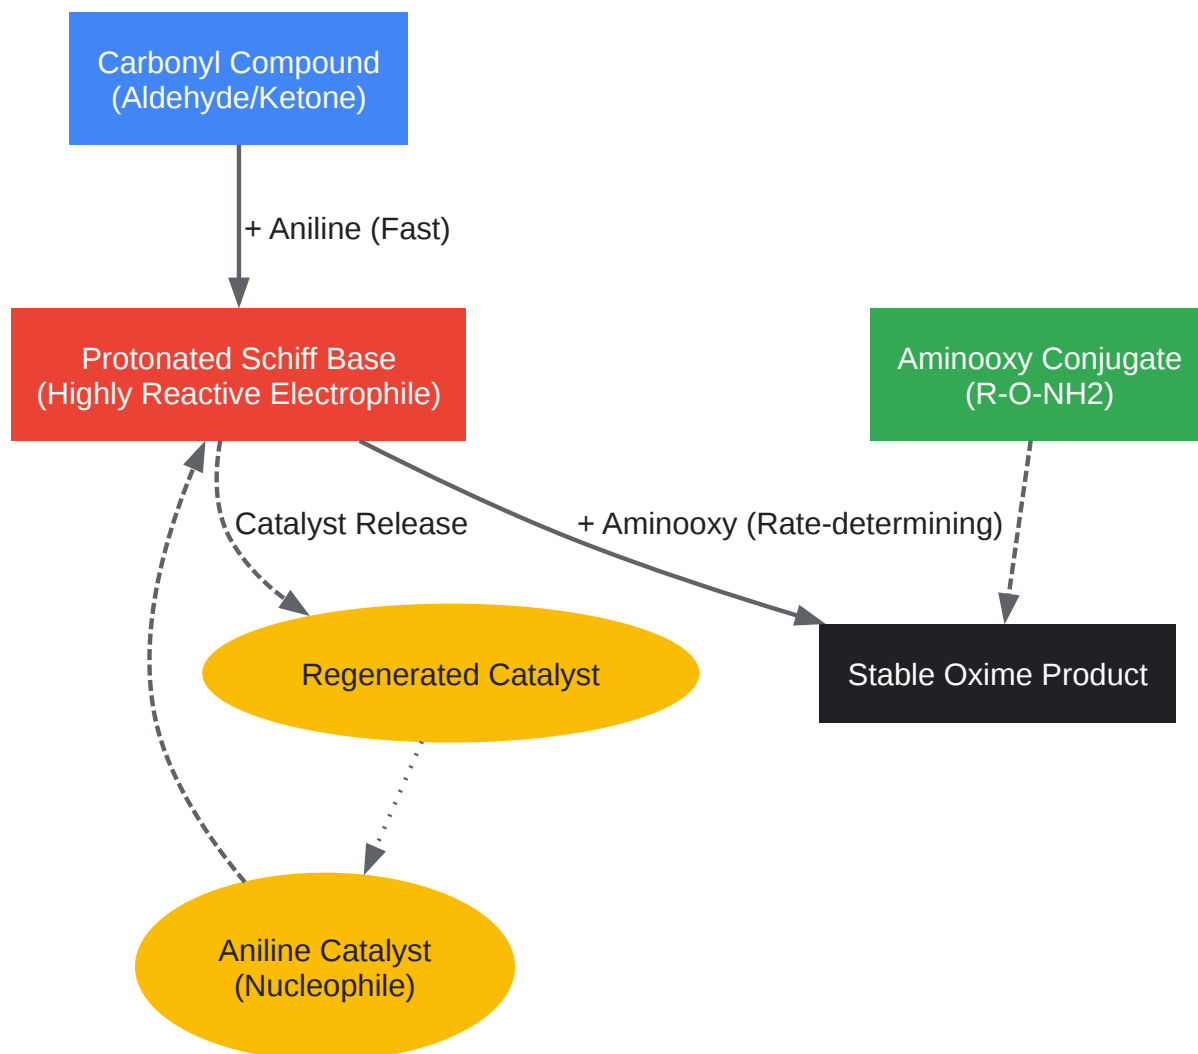 Carbonyl Compound
(Aldehyde/Ketone)
+ Aniline (Fast)
Protonated Schiff Base
(Highly Reactive Electrophile)
Aminooxy Conjugate
(R-O-NH2)
Catalyst Release
+ Aminooxy (Rate-determining)
Regenerated Catalyst
Stable Oxime Product
Aniline Catalyst
(Nucleophile)